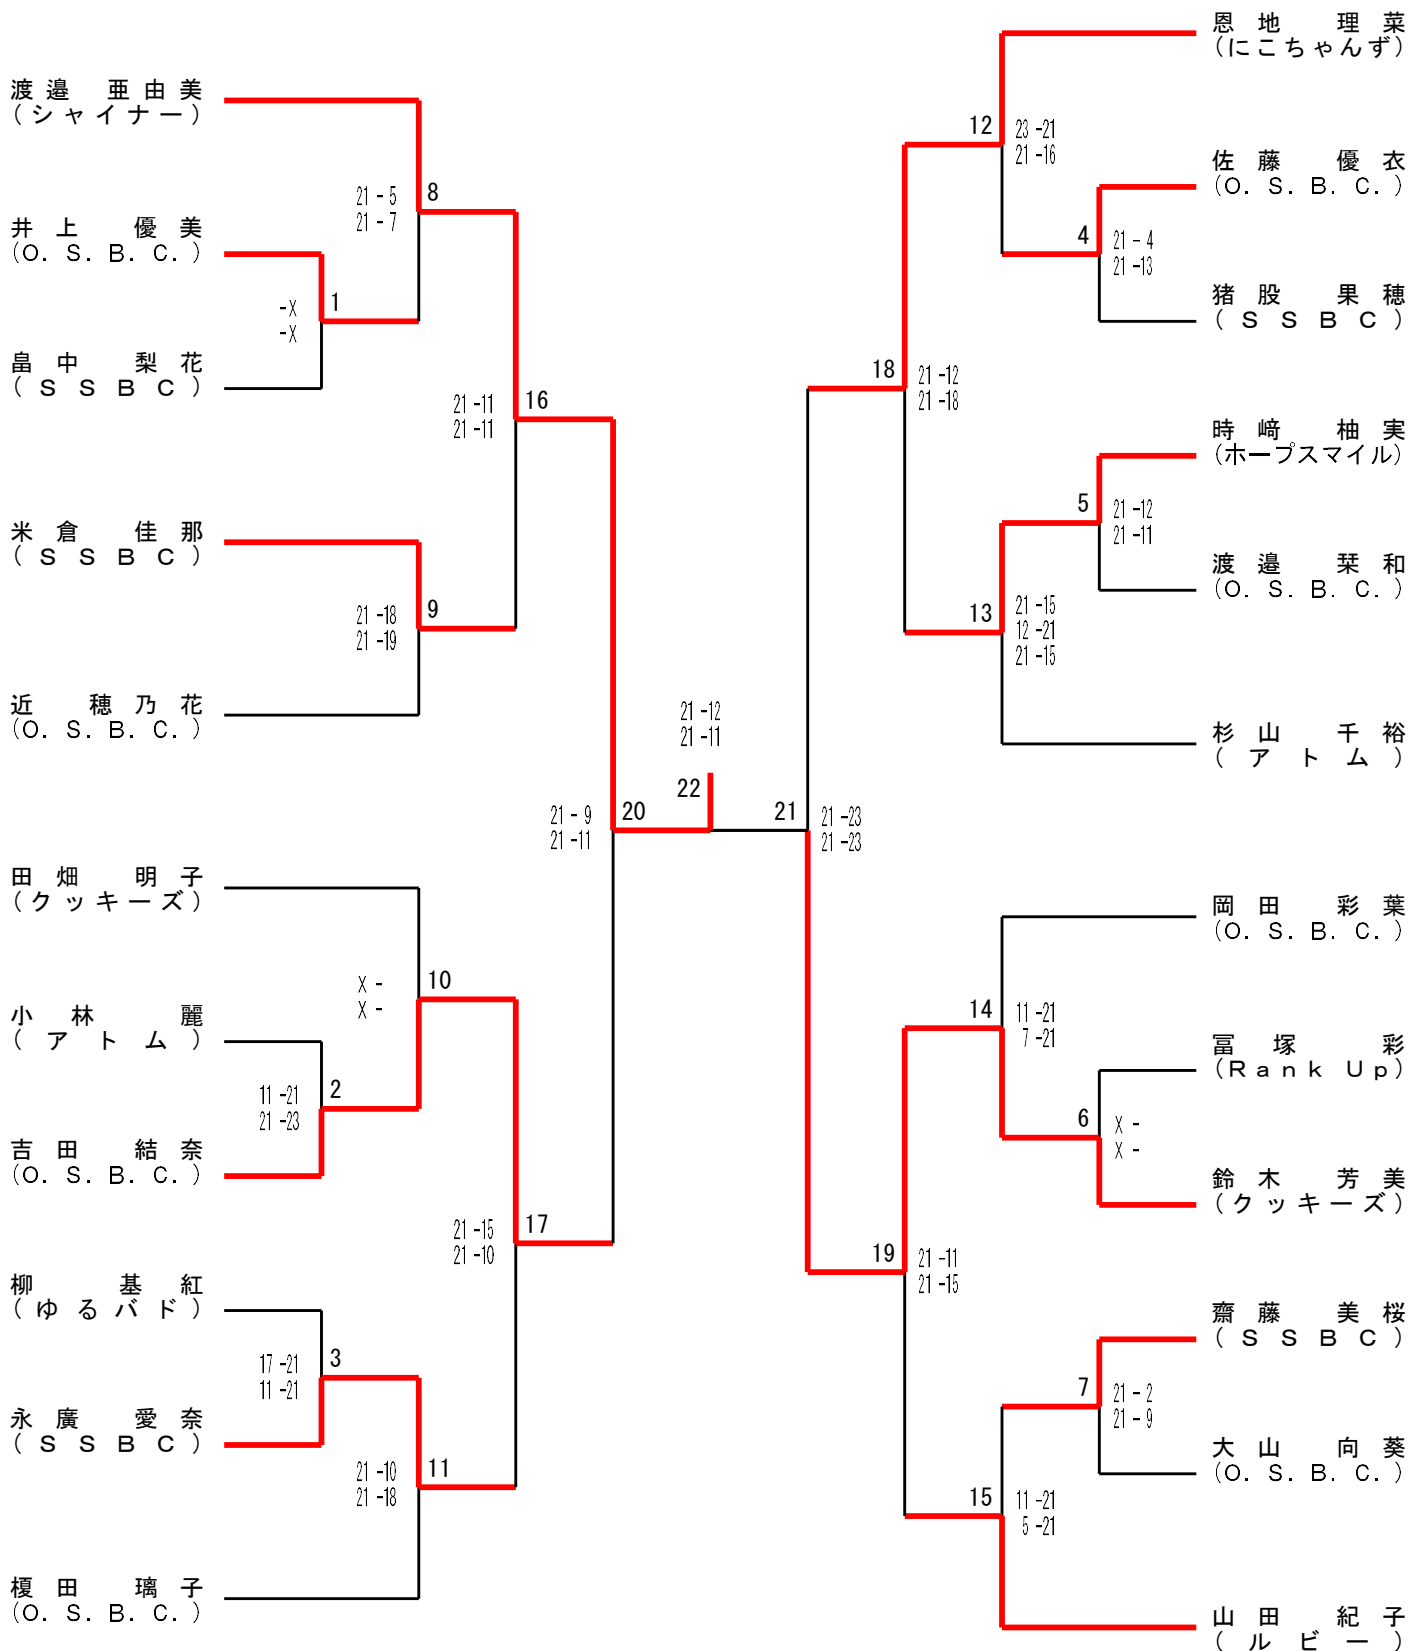 渡邉 亜由美
(シャイナー)
井上 優美
(O.S.B.C.)
畠中 梨花
(SSBC)
米倉 佳那
(SSBC)
近 穂乃花
(O.S.B.C.)
田畑 明子
(クッキーズ)
小林 麗
(アトム)
吉田 結奈
(O.S.B.C.)
柳 基紅
(ゆるバド)
永廣 愛奈
(SSBC)
榎田 璃子
(O.S.B.C.)
1
-X
-X
2
11 -21
21 -23
3
17 -21
11 -21
8
21 - 5
21 - 7
9
21 -18
21 -19
10
X -
X -
11
21 -10
21 -18
16
21 -11
21 -11
17
21 -15
21 -10
20
21 - 9
21 -11
21 -12
21 -11
22
21
21 -23
21 -23
18
21 -12
21 -18
19
21 -11
21 -15
12
23 -21
21 -16
13
21 -15
12 -21
21 -15
14
11 -21
7 -21
15
11 -21
5 -21
4
21 - 4
21 -13
5
21 -12
21 -11
6
X -
X -
7
21 - 2
21 - 9
恩地 理菜
(にこちゃんず)
佐藤 優衣
(O.S.B.C.)
猪股 果穂
(SSBC)
時﨑 柚実
(ホープスマイル)
渡邉 栞和
(O.S.B.C.)
杉山 千裕
(アトム)
岡田 彩葉
(O.S.B.C.)
冨塚 彩
(Rank Up)
鈴木 芳美
(クッキーズ)
齋藤 美桜
(SSBC)
大山 向葵
(O.S.B.C.)
山田 紀子
(ルビー)